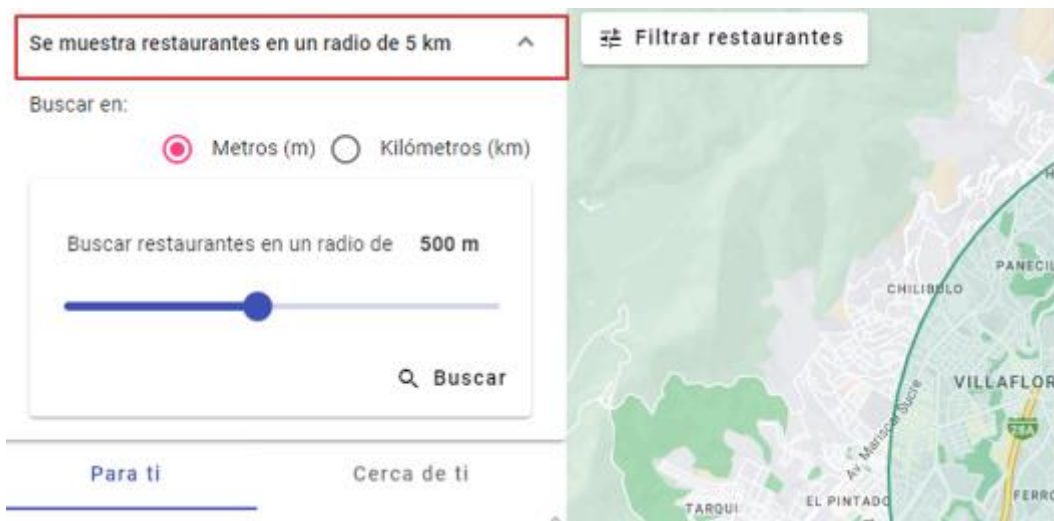 Se muestra restaurantes en un radio de 5 km
Filtrar restaurantes
Buscar en:
Metros (m)
Kilómetros (km)
Buscar restaurantes en un radio de 500 m
Buscar
Para ti
Cerca de ti
CHILIBULO
VILLAFLOR
28A
Av. Mariscal Sucre
TARQUI
EL PINTADO